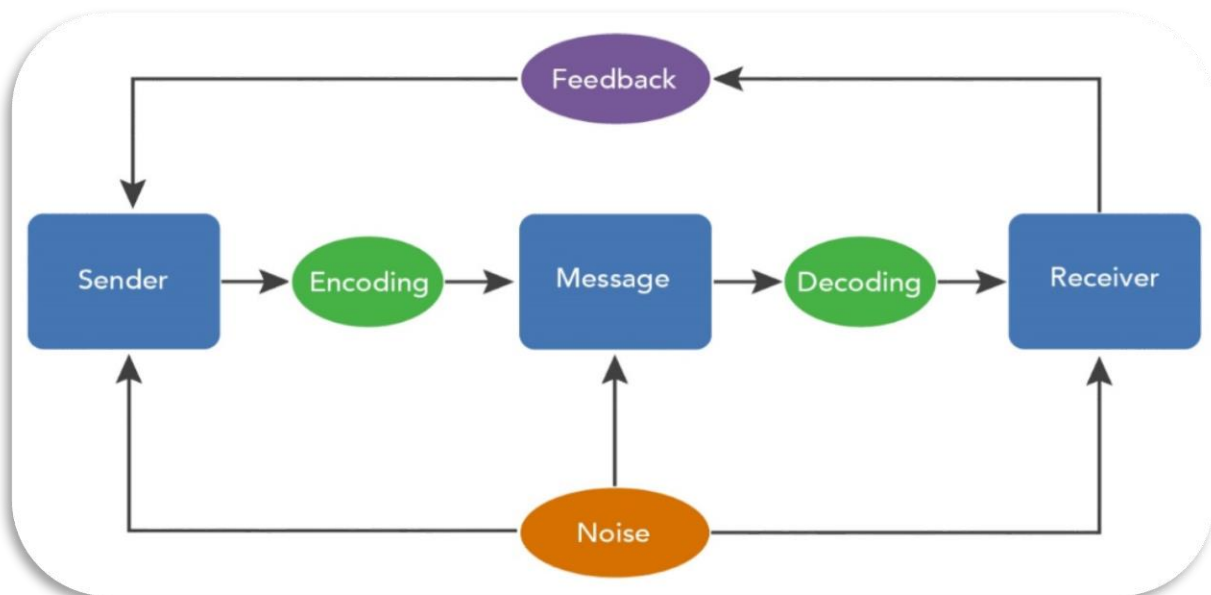 Feedback
Sender
Encoding
Message
Decoding
Receiver
Noise